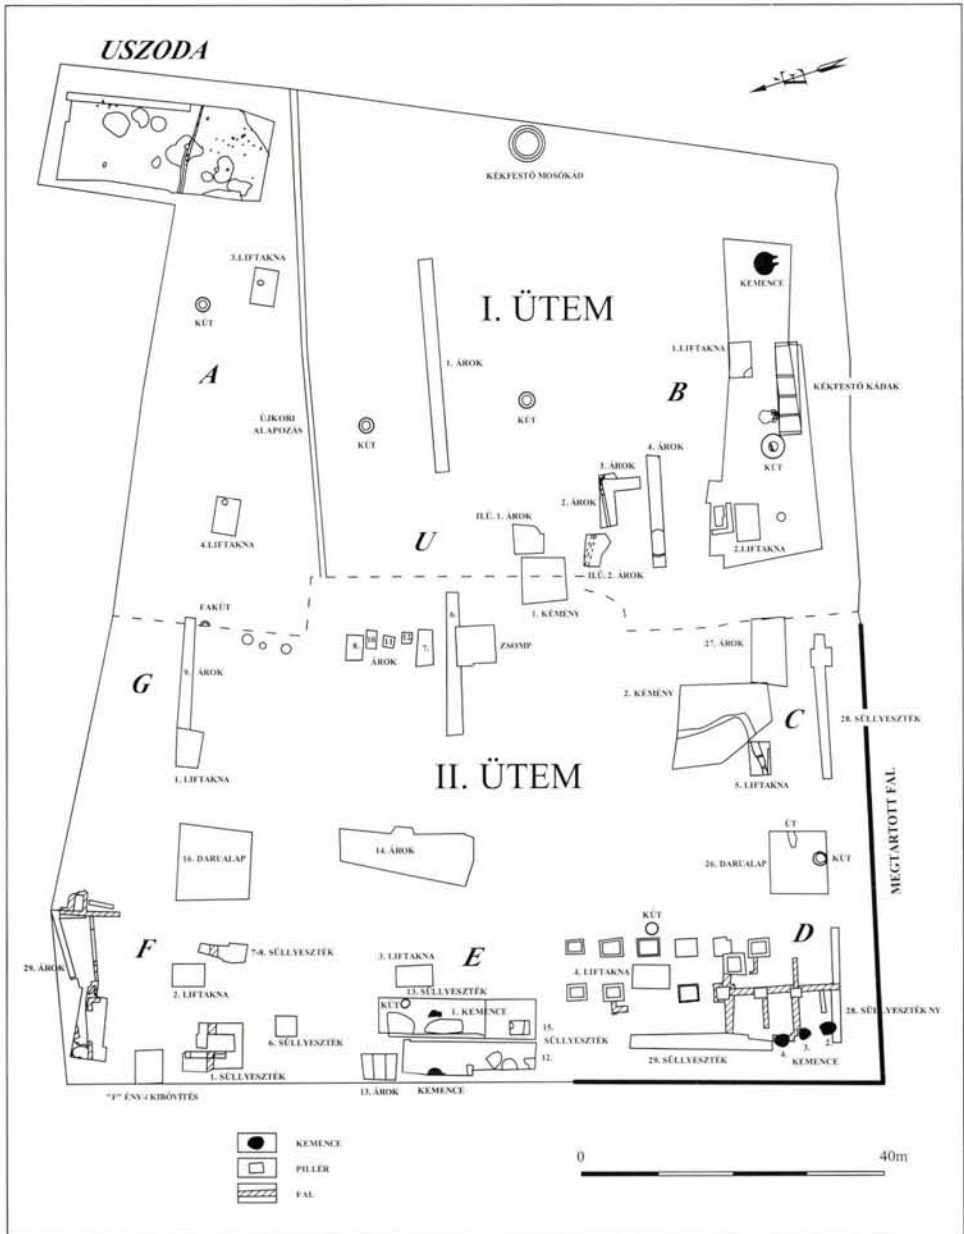 USZODA
KÉKFESTŐ MOSÓKÁD
3.LIFTAKNA
KÚT
A
I. ÜTEM
KEMENCE
1.LIFTAKNA
1. ÁROK
B
KÉKFESTŐ KÁDAK
ÚJKORI
ALAPOZÁS
KÚT
KÚT
KÚT
3. ÁROK
4. ÁROK
2. ÁROK
4.LIFTAKNA
U
II.Ü. 1. ÁROK
II.Ü. 2. ÁROK
2.LIFTAKNA
1. KÉMÉNY
FAKÚT
6.
8.
10
11
12
7.
ÁROK
ZSOMP
27. ÁROK
9. ÁROK
G
2. KÉMÉNY
C
28. SÜLLYESZTÉK
1. LIFTAKNA
II. ÜTEM
5. LIFTAKNA
MEGTARTOTT FAL
ÚT
16. DARUALAP
14. ÁROK
26. DARUALAP
KÚT
KÚT
F
7-8. SÜLLYESZTÉK
E
D
29. ÁROK
2. LIFTAKNA
3. LIFTAKNA
4. LIFTAKNA
13. SÜLLYESZTÉK
KÚT
1. KEMENCE
15.
SÜLLYESZTÉK
12.
28. SÜLLYESZTÉK NY
6. SÜLLYESZTÉK
1. SÜLLYESZTÉK
29. SÜLLYESZTÉK
4.
3.
2.
KEMENCE
"F" ÉNY-i KIBŐVÍTÉS
13. ÁROK
KEMENCE
KEMENCE
PILLÉR
FAL
0
40m